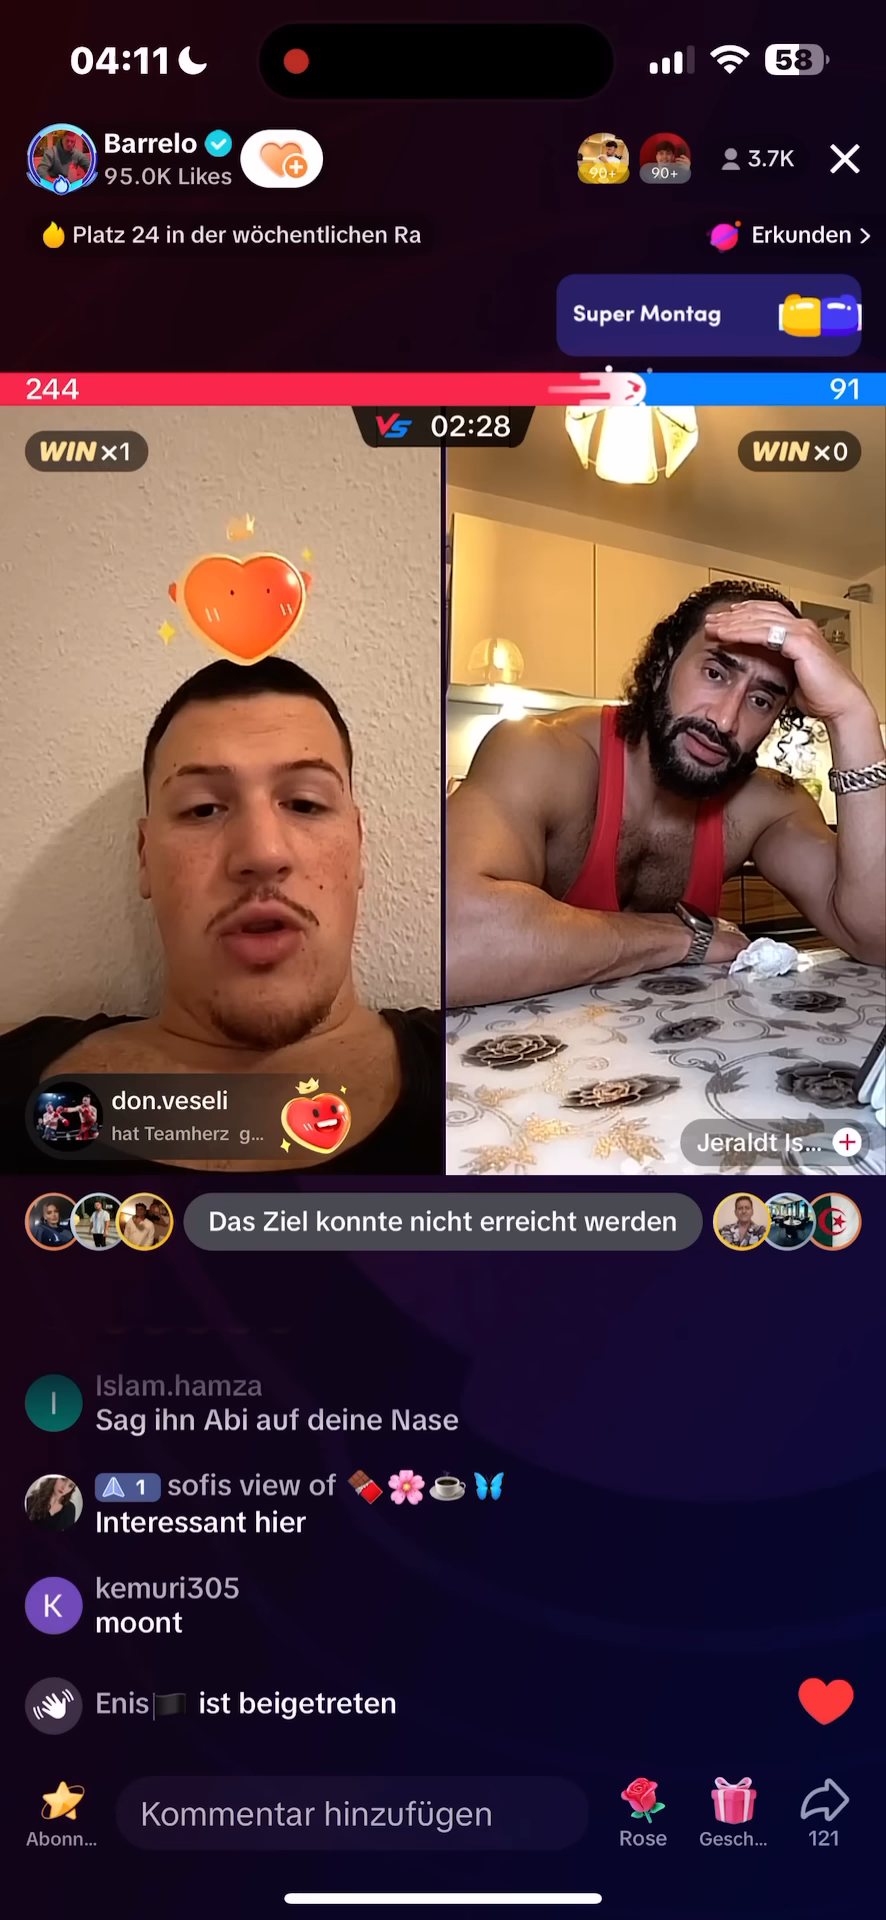 04:11
58
Barrelo
95.0K Likes
90+
90+
3.7K
Platz 24 in der wöchentlichen Ra
Erkunden >
Super Montag
244
91
VS 02:28
WIN x1
WIN x0
don.veseli
hat Teamherz g...
Jeraldt Is...
Das Ziel konnte nicht erreicht werden
I
Islam.hamza
Sag ihn Abi auf deine Nase
1 sofis view of 🍫🌸☕🦋
Interessant hier
K
kemuri305
moont
Enis🏴 ist beigetreten
Abonn...
Kommentar hinzufügen
Rose
Gesch...
121